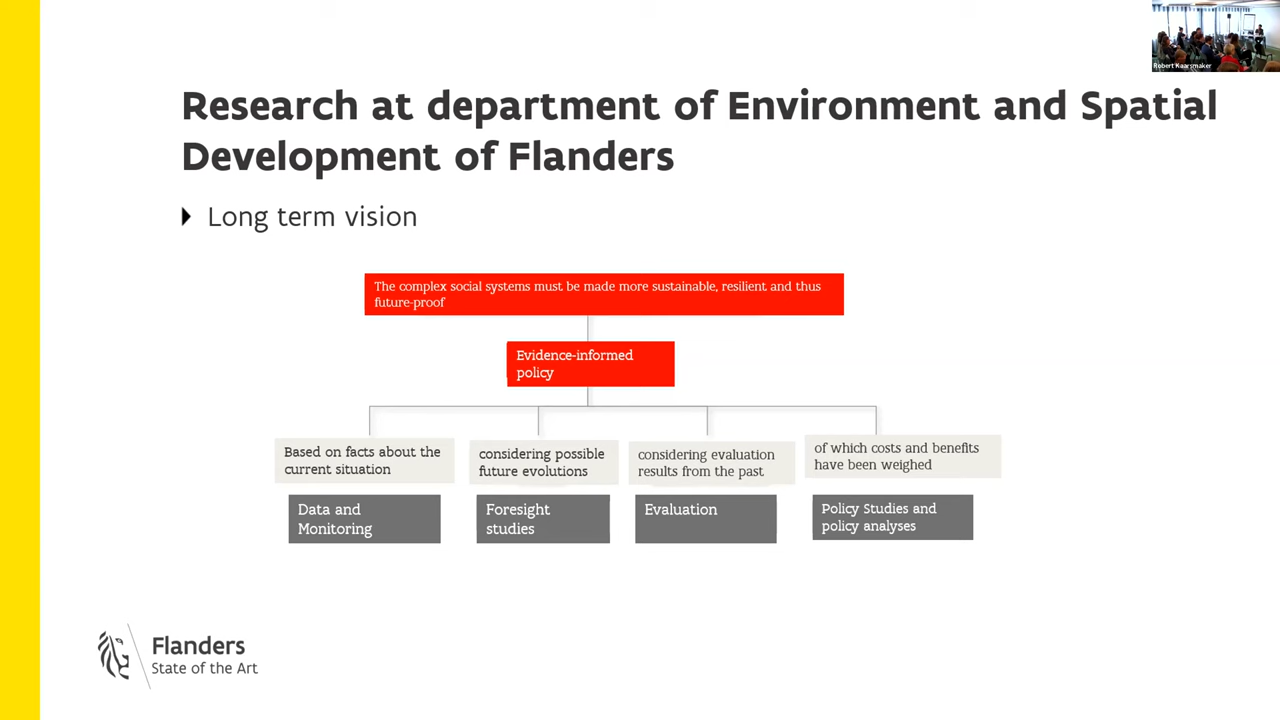 Robert Kaarsmaker
Research at department of Environment and Spatial
Development of Flanders
Long term vision
The complex social systems must be made more sustainable, resilient and thus
future-proof
Evidence-informed
policy
Based on facts about the
current situation
considering possible
future evolutions
considering evaluation
results from the past
of which costs and benefits
have been weighed
Data and
Monitoring
Foresight
studies
Evaluation
Policy Studies and
policy analyses
Flanders
State of the Art